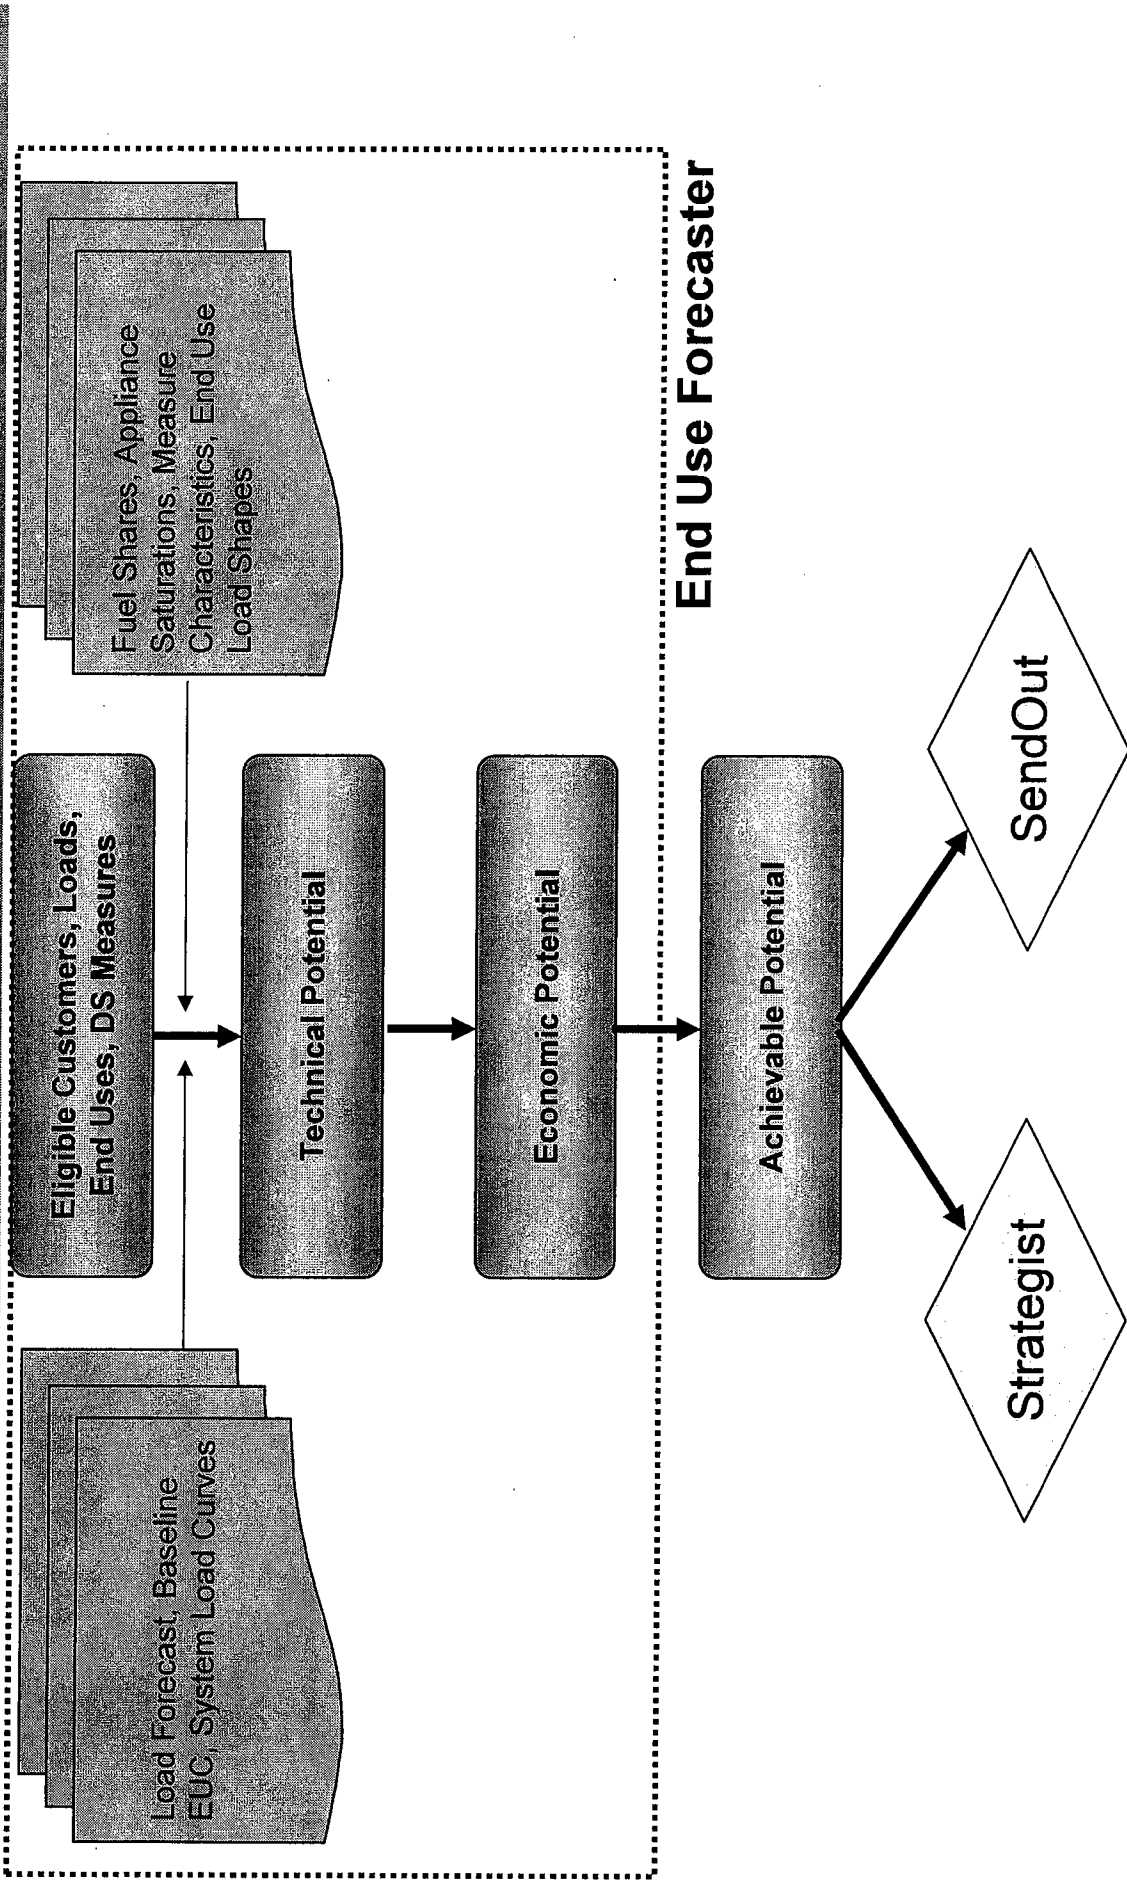 Eligible Customers, Loads,
End Uses, DS Measures
Load Forecast, Baseline
EUC, System Load Curves
Fuel Shares, Appliance
Saturations, Measure
Characteristics, End Use
Load Shapes
Technical Potential
Economic Potential
End Use Forecaster
Achievable Potential
Strategist
SendOut